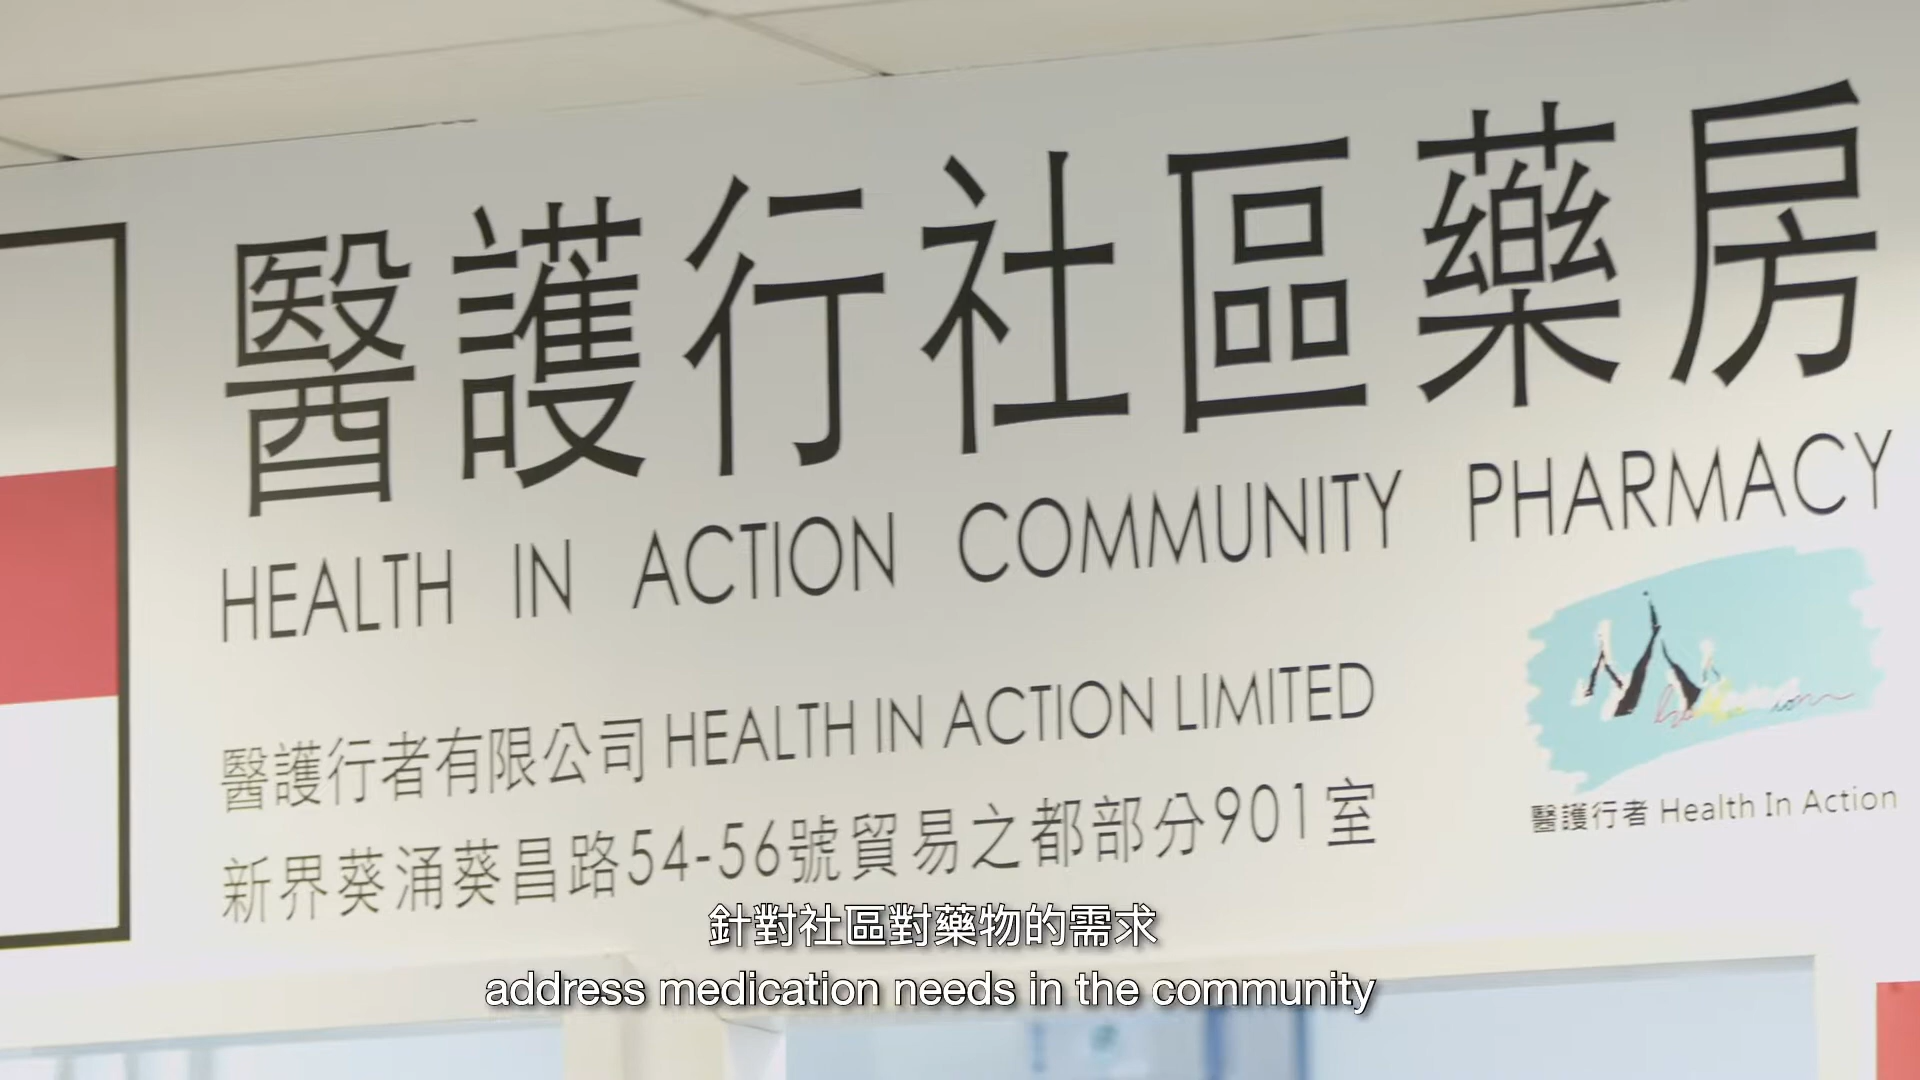 醫護行社區藥房
HEALTH IN ACTION COMMUNITY PHARMACY
醫護行者有限公司 HEALTH IN ACTION LIMITED
新界葵涌葵昌路54-56號貿易之都部分901室
醫護行者 Health In Action
針對社區對藥物的需求
address medication needs in the community